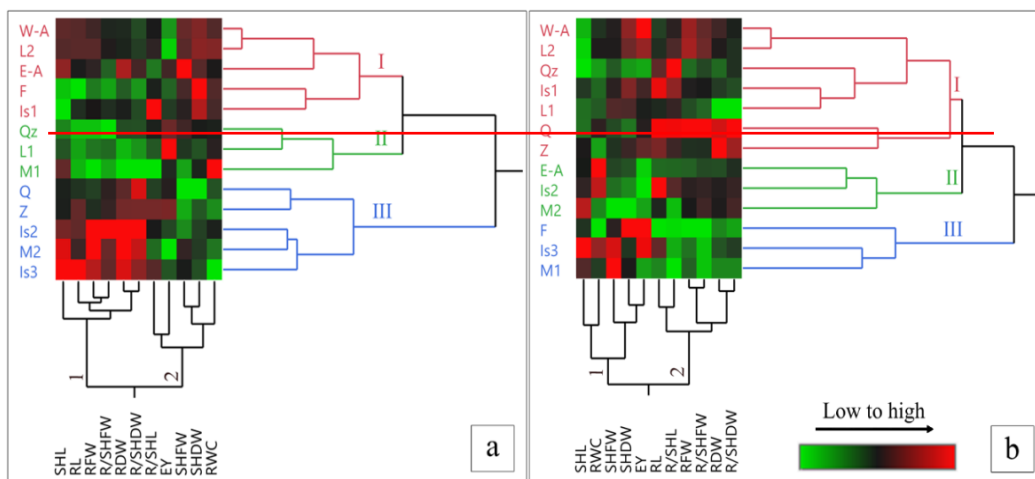 W-A
L2
E-A
F
Is1
Qz
L1
M1
Q
Z
Is2
M2
Is3
I
II
III
1
2
SHL
RL
RFW
R/SHFW
RDW
R/SHDW
R/SHL
EY
SHFW
SHDW
RWC
a
W-A
L2
Qz
Is1
L1
Q
Z
E-A
Is2
M2
F
Is3
M1
I
II
III
1
2
SHL
RWC
SHFW
SHDW
EY
RL
R/SHL
RFW
R/SHFW
RDW
R/SHDW
Low to high
b